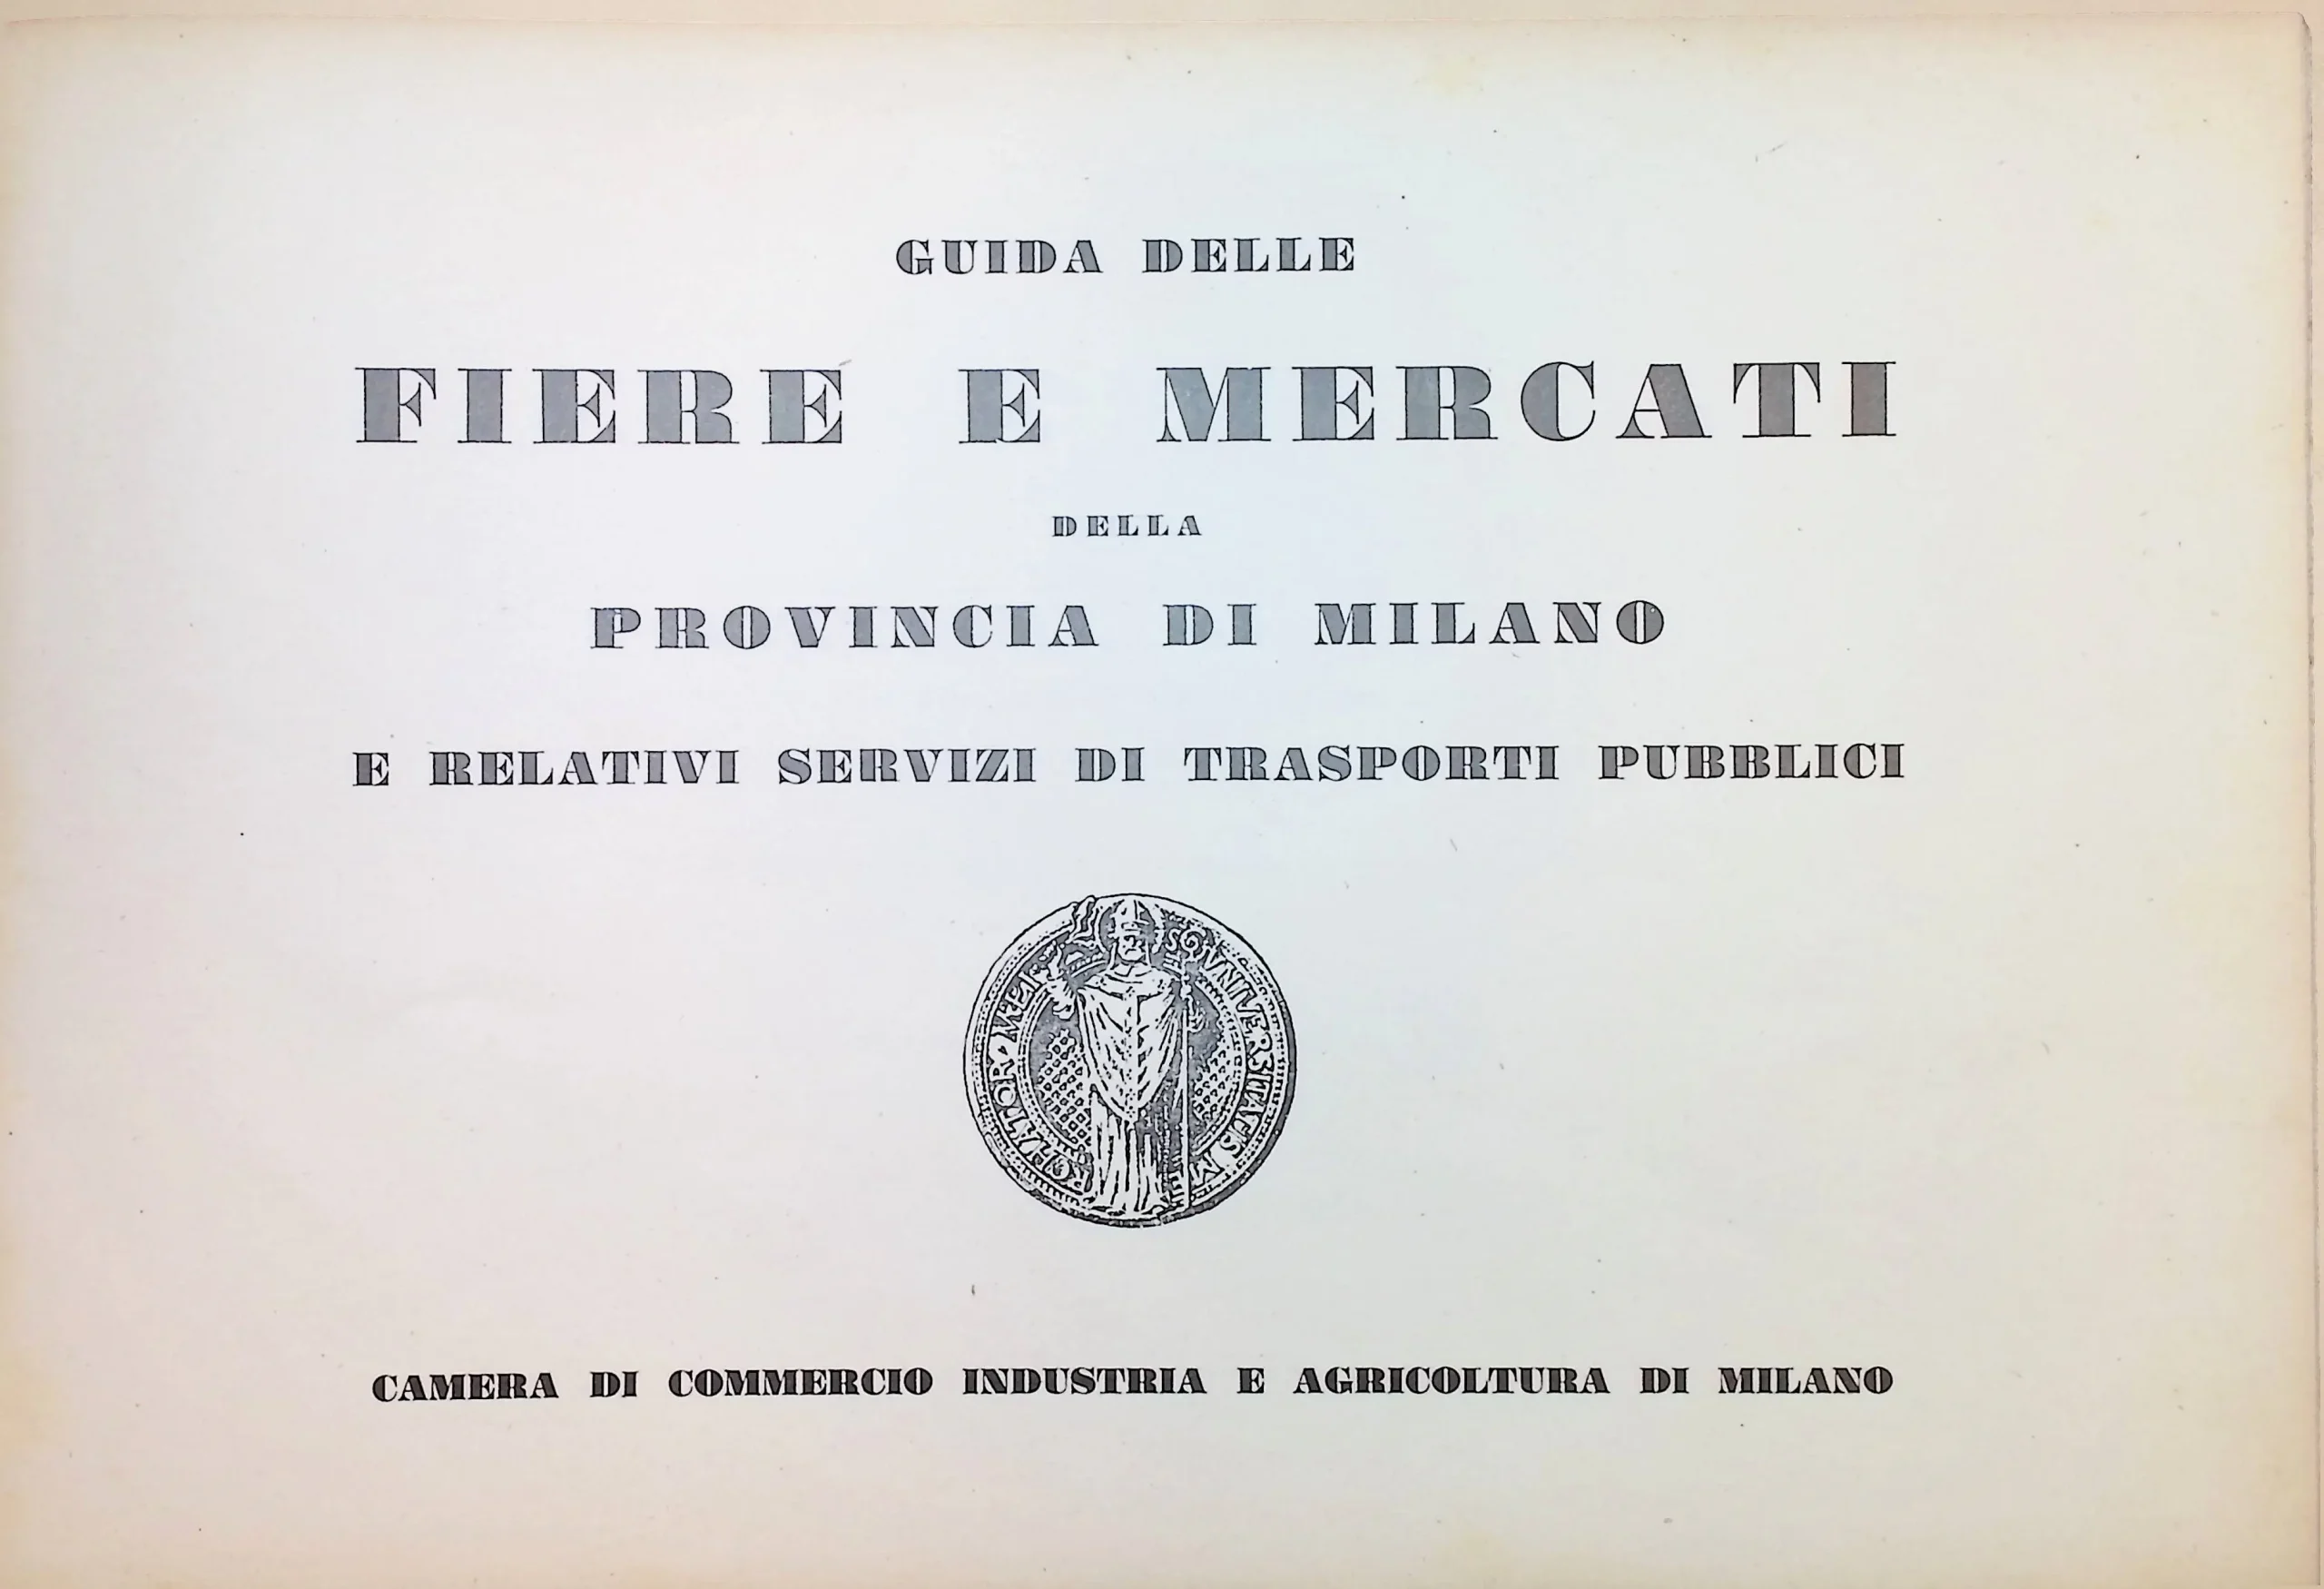 GUIDA DELLE
FIERE E MERCATI
DELLA
PROVINCIA DI MILANO
E RELATIVI SERVIZI DI TRASPORTI PUBBLICI
UNIVERSITATIS
CAMERA DI COMMERCIO INDUSTRIA E AGRICOLTURA DI MILANO